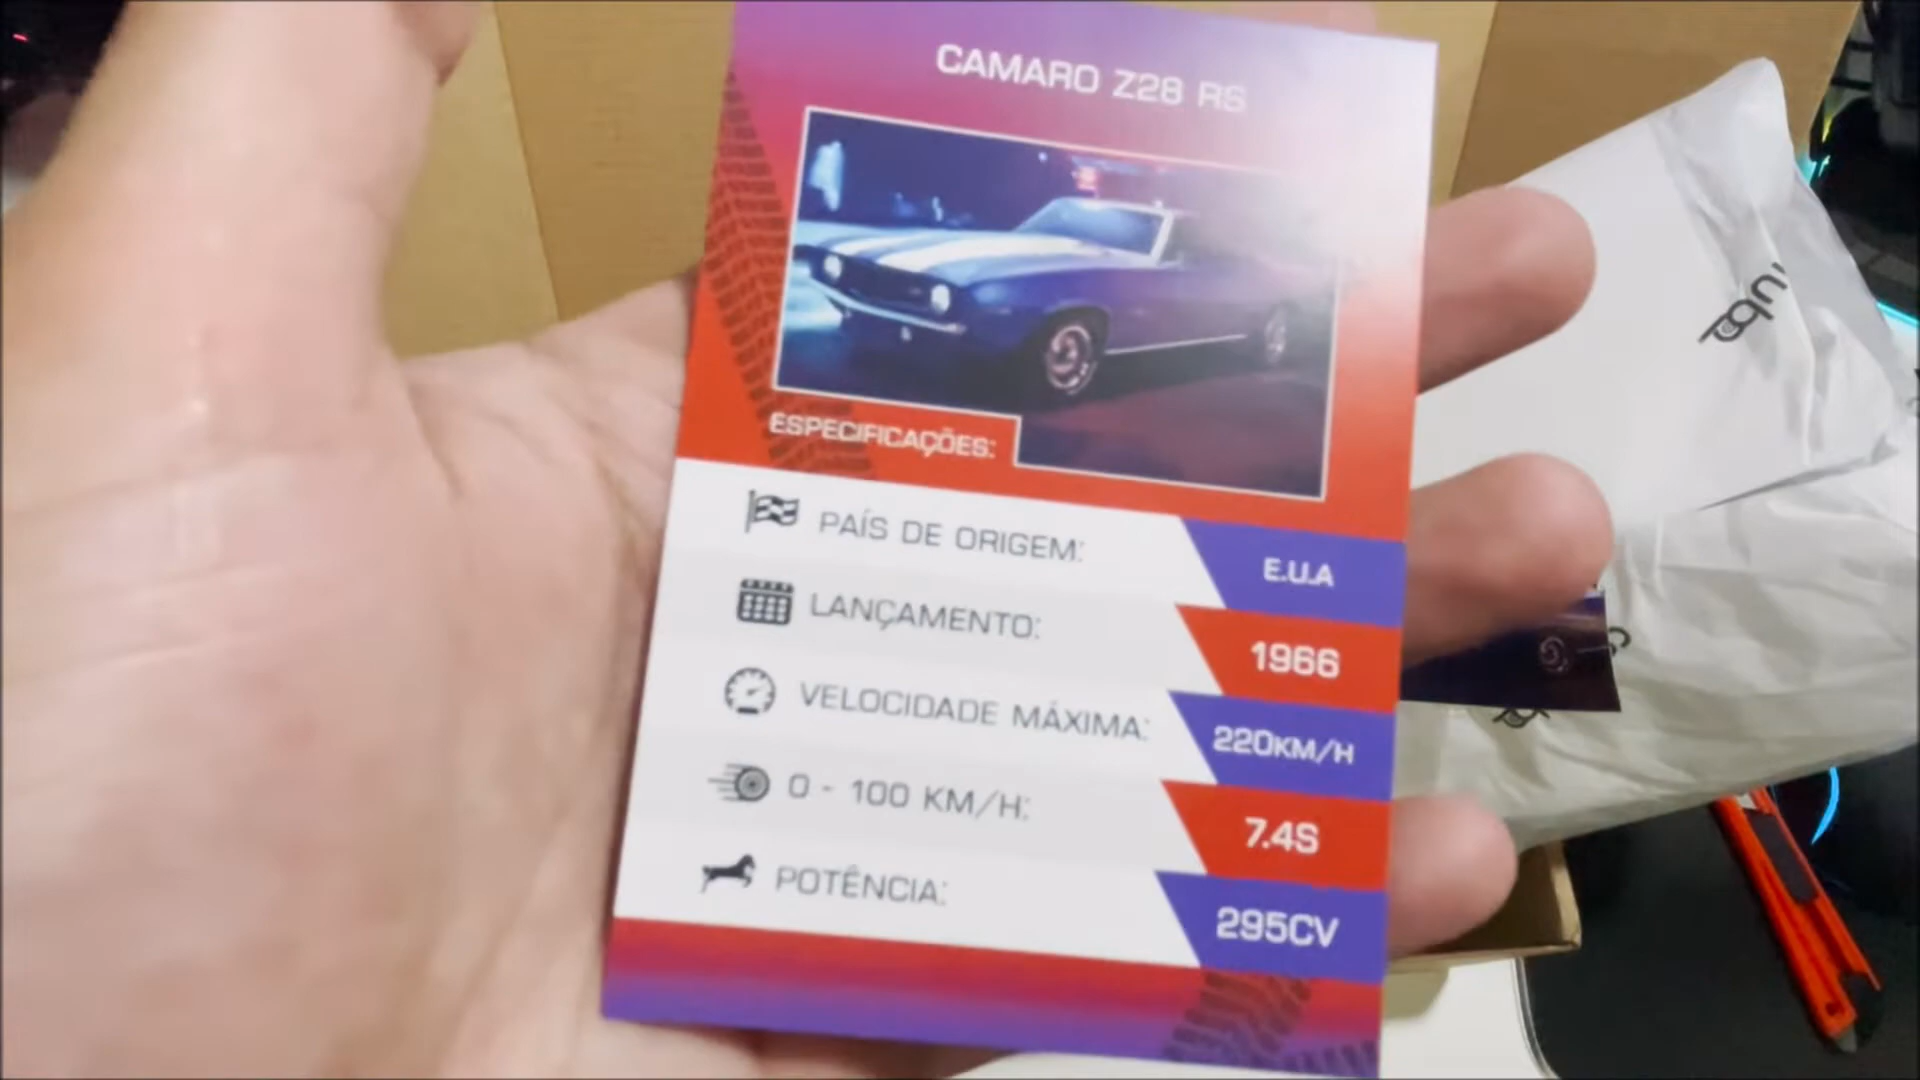 CAMARO Z28 RS
ESPECIFICAÇÕES:
PAÍS DE ORIGEM: E.U.A
LANÇAMENTO: 1966
VELOCIDADE MÁXIMA: 220KM/H
0 - 100 KM/H: 7.4S
POTÊNCIA: 295CV